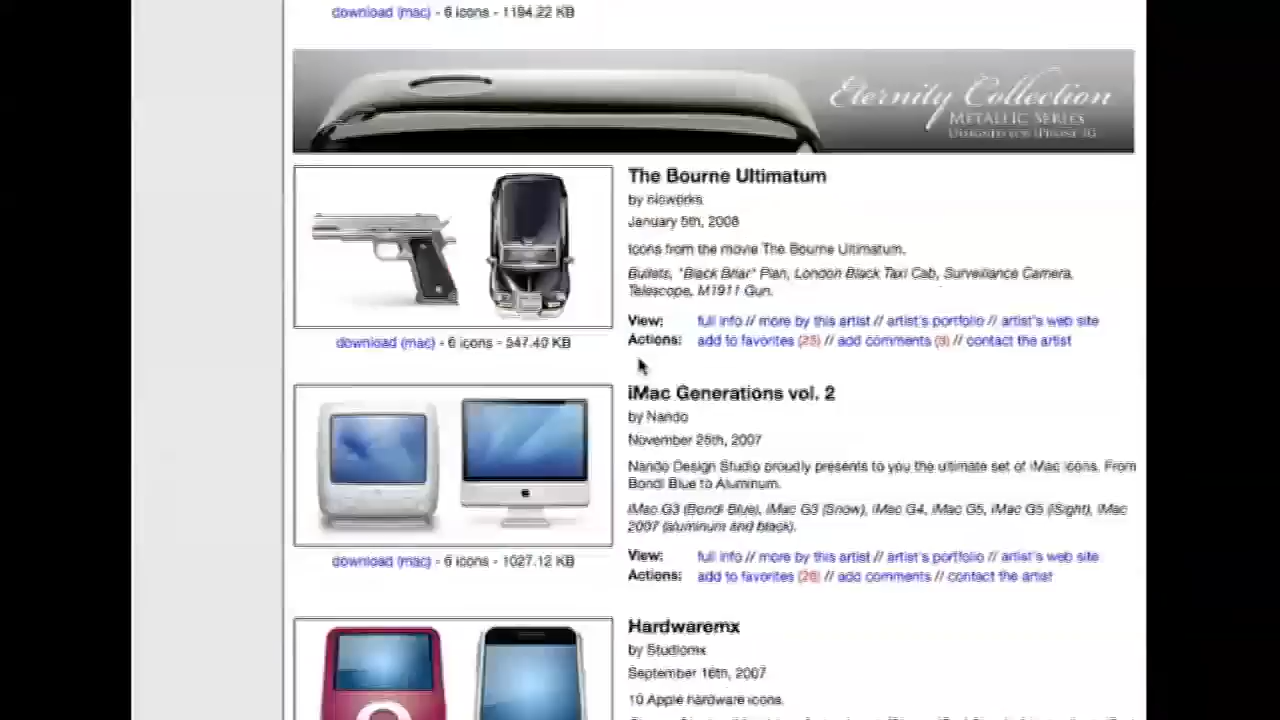 download (mac) - 6 icons - 1194.22 KB
Eternity Collection
METALLIC SERIES
DESIGNED FOR IPHONE 3G
The Bourne Ultimatum
by nicworks
January 5th, 2008
Icons from the movie The Bourne Ultimatum.
Bullets, "Black Briar" Plan, London Black Taxi Cab, Surveillance Camera,
Telescope, M1911 Gun.
View: full info // more by this artist // artist's portfolio // artist's web site
download (mac) - 6 icons - 547.40 KB
Actions: add to favorites (23) // add comments (3) // contact the artist
iMac Generations vol. 2
by Nando
November 25th, 2007
Nando Design Studio proudly presents to you the ultimate set of iMac icons. From
Bondi Blue to Aluminum.
iMac G3 (Bondi Blue), iMac G3 (Snow), iMac G4, iMac G5, iMac G5 (iSight), iMac
2007 (aluminum and black).
View: full info // more by this artist // artist's portfolio // artist's web site
download (mac) - 6 icons - 1027.12 KB
Actions: add to favorites (26) // add comments // contact the artist
Hardwaremx
by Studiomx
September 16th, 2007
10 Apple hardware icons.